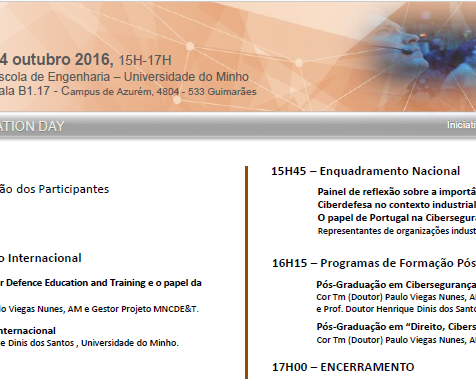 4 outubro 2016, 15H-17H
scola de Engenharia – Universidade do Minho
ala B1.17 - Campus de Azurém, 4804 - 533 Guimarães
ATION DAY
Iniciati
ão dos Participantes
o Internacional
r Defence Education and Training e o papel da
lo Viegas Nunes, AM e Gestor Projeto MNCDE&T.
nternacional
e Dinis dos Santos , Universidade do Minho.
15H45 – Enquadramento Nacional
Painel de reflexão sobre a importâ
Ciberdefesa no contexto industrial
O papel de Portugal na Cibersegura
Representantes de organizações indust
16H15 – Programas de Formação Pós
Pós-Graduação em Cibersegurança
Cor Tm (Doutor) Paulo Viegas Nunes, A
e Prof. Doutor Henrique Dinis dos Santo
Pós-Graduação em “Direito, Cibers
Cor Tm (Doutor) Paulo Viegas Nunes, A
17H00 – ENCERRAMENTO